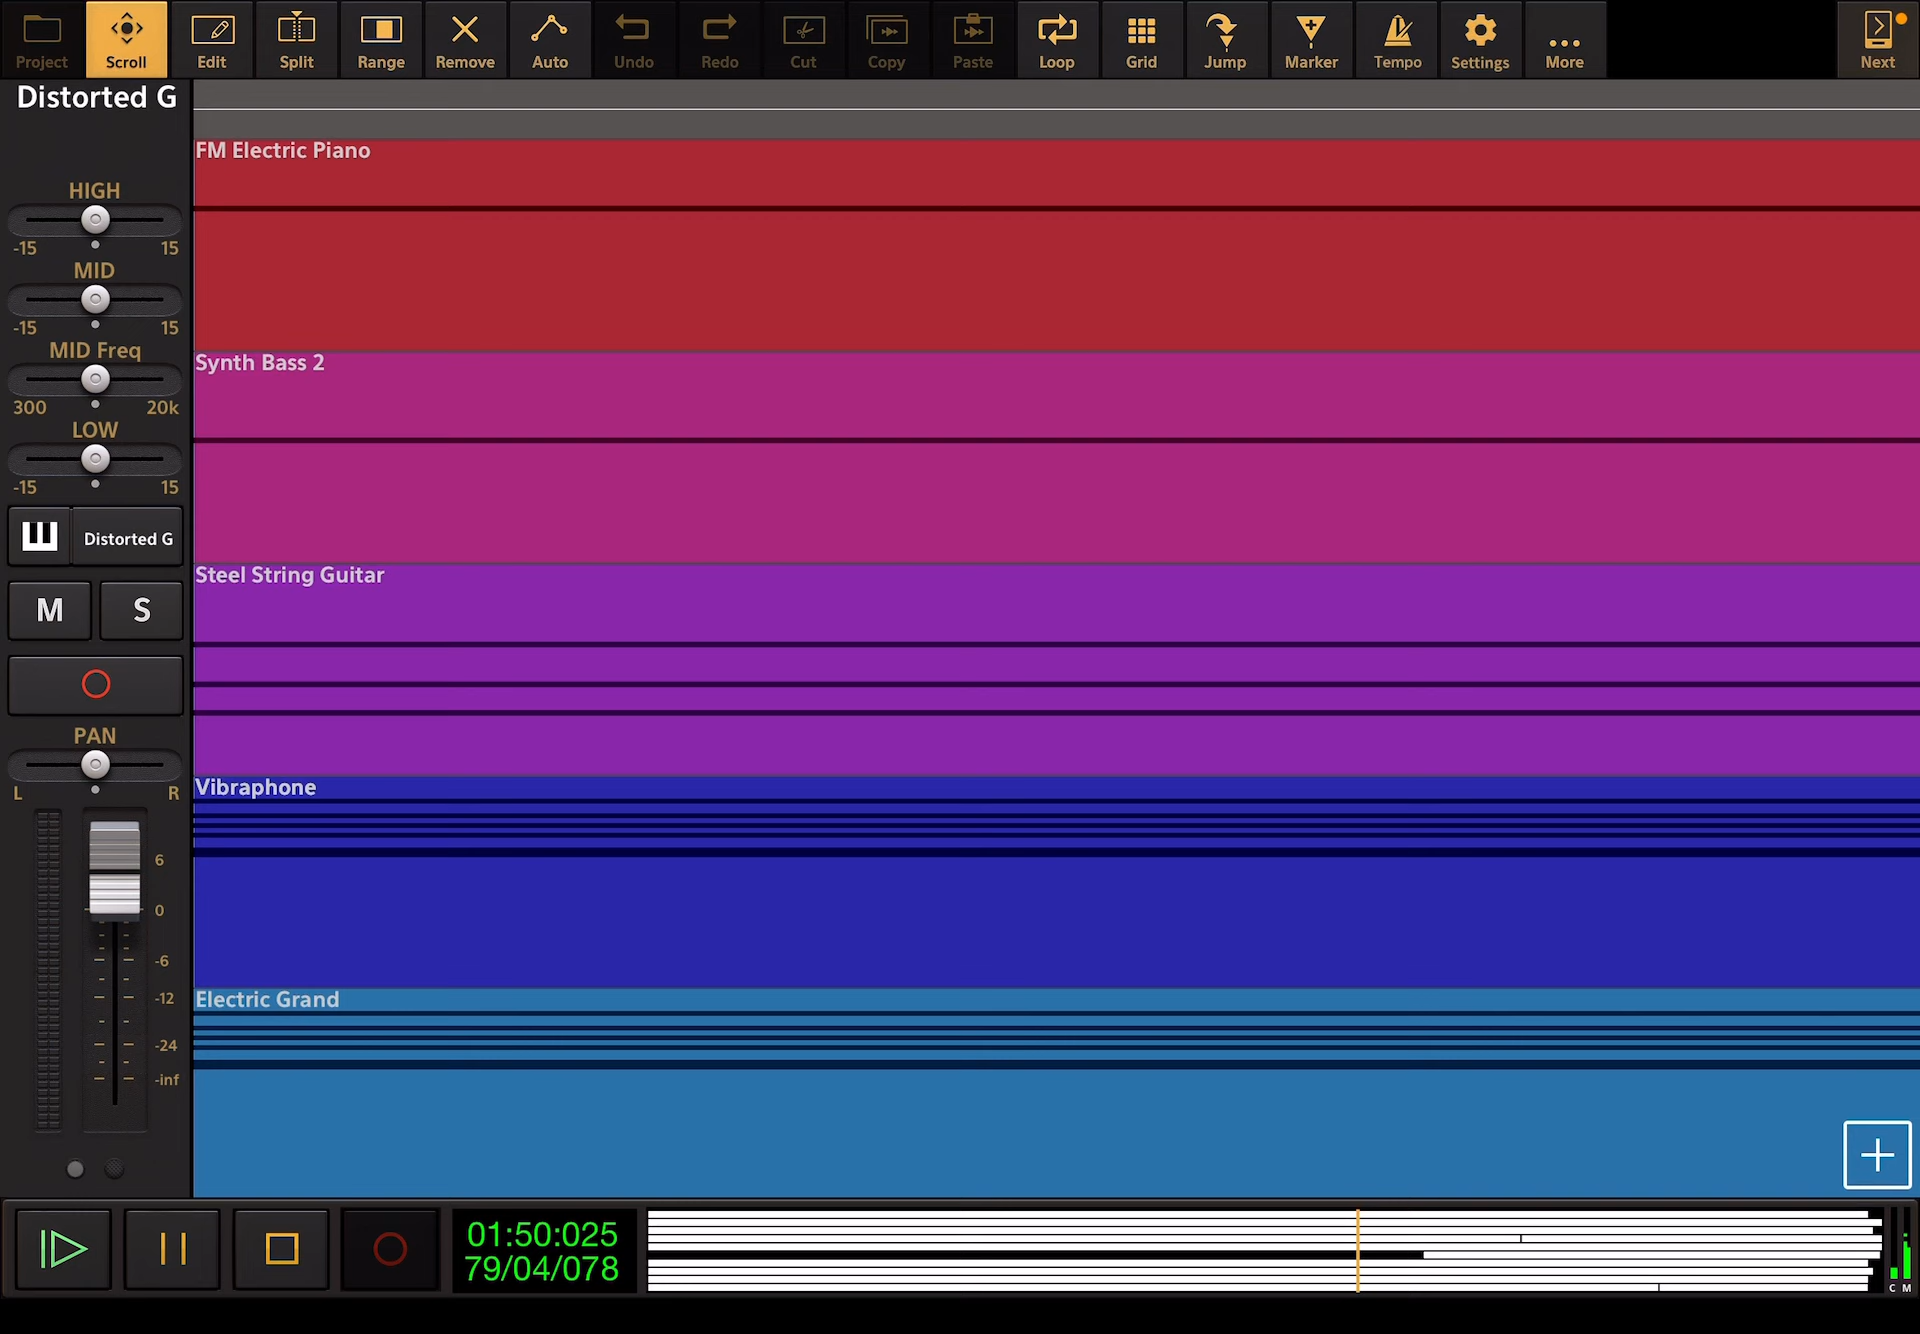 Project Scroll Edit Split Range Remove Auto Undo Redo Cut Copy Paste Loop Grid Jump Marker Tempo Settings More Next
Distorted G
HIGH
-15 15
MID
-15 15
MID Freq
300 20k
LOW
-15 15
Distorted G
M S
PAN
L R
6
0
-6
-12
-24
-inf
FM Electric Piano
Synth Bass 2
Steel String Guitar
Vibraphone
Electric Grand
01:50:025
79/04/078
C M